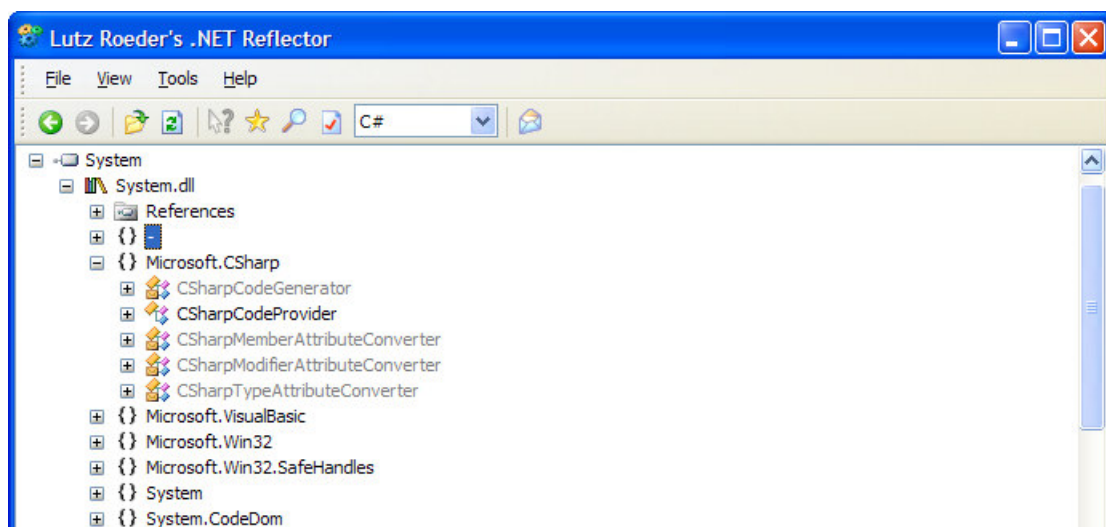 Lutz Roeder's .NET Reflector
File View Tools Help
C#
System
System.dll
References
{} -
{} Microsoft.CSharp
CSharpCodeGenerator
CSharpCodeProvider
CSharpMemberAttributeConverter
CSharpModifierAttributeConverter
CSharpTypeAttributeConverter
{} Microsoft.VisualBasic
{} Microsoft.Win32
{} Microsoft.Win32.SafeHandles
{} System
{} System.CodeDom